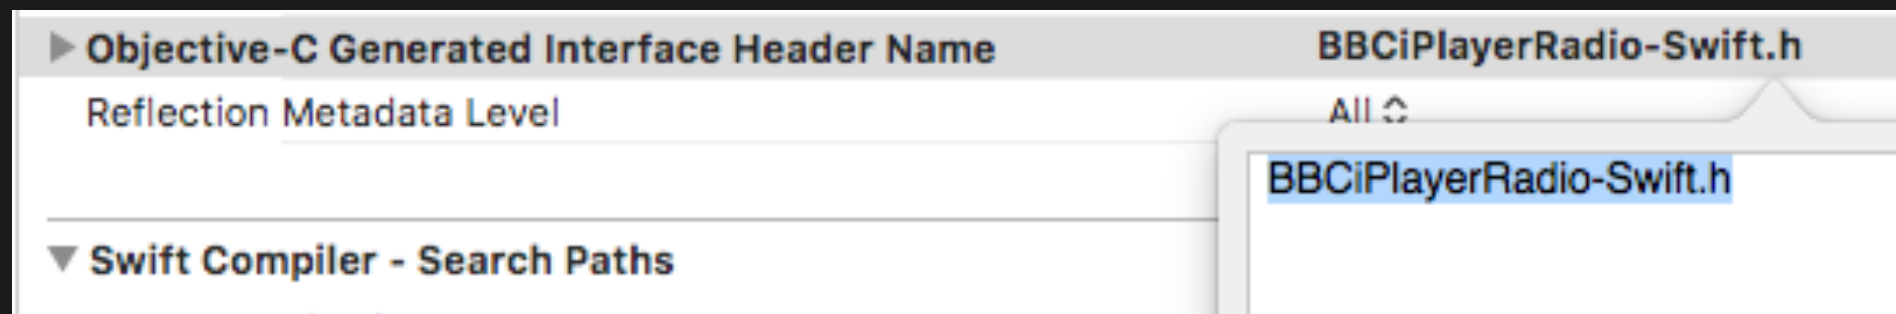 Objective-C Generated Interface Header Name BBCiPlayerRadio-Swift.h
Reflection Metadata Level All
BBCiPlayerRadio-Swift.h
Swift Compiler - Search Paths